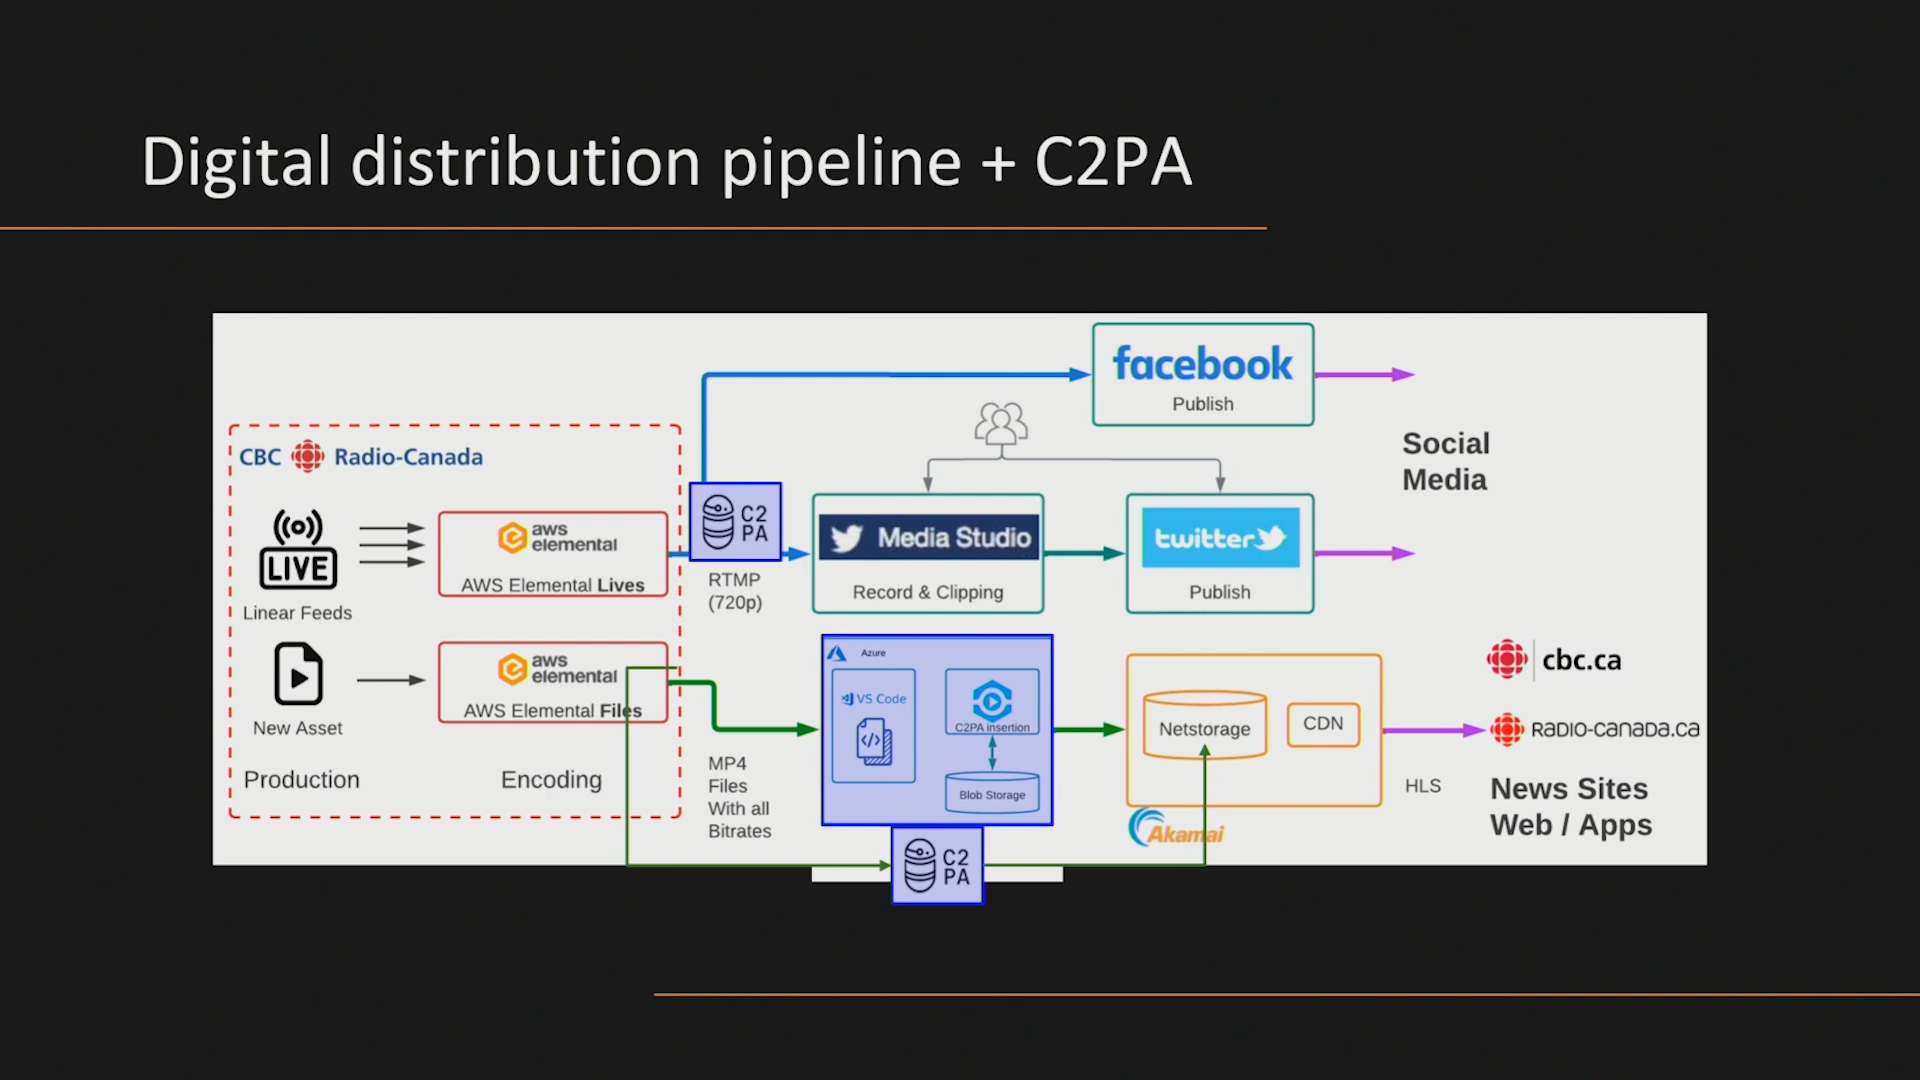 Digital distribution pipeline + C2PA
facebook
Publish
CBC Radio-Canada
LIVE
Linear Feeds
aws
elemental
AWS Elemental Lives
C2
PA
RTMP
(720p)
Media Studio
Record & Clipping
twitter
Publish
Social
Media
New Asset
aws
elemental
AWS Elemental Files
Production
Encoding
MP4
Files
With all
Bitrates
Azure
VS Code
C2PA insertion
Blob Storage
C2
PA
Netstorage
CDN
Akamai
HLS
cbc.ca
RADIO-CANADA.CA
News Sites
Web / Apps